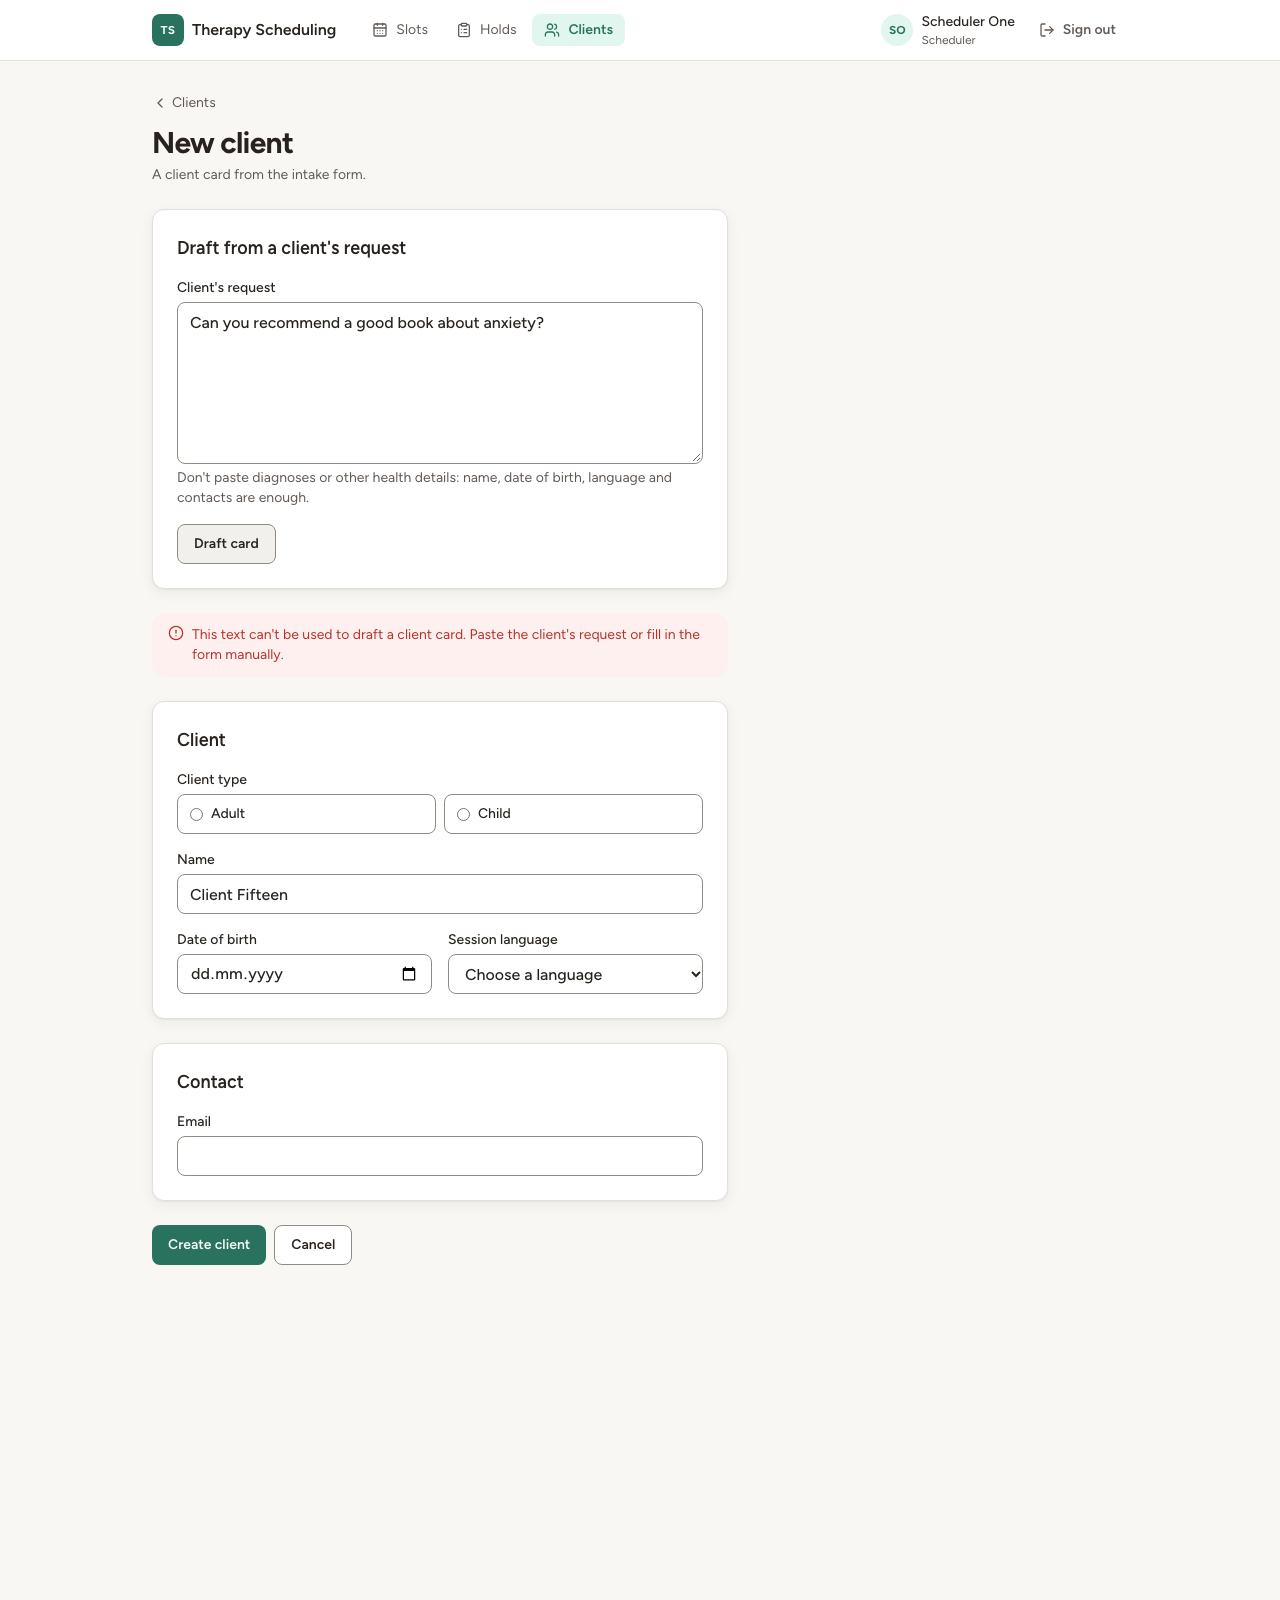 TS Therapy Scheduling Slots Holds Clients SO Scheduler One Scheduler Sign out
Clients
New client
A client card from the intake form.
Draft from a client's request
Client's request
Can you recommend a good book about anxiety?
Don't paste diagnoses or other health details: name, date of birth, language and
contacts are enough.
Draft card
This text can't be used to draft a client card. Paste the client's request or fill in the
form manually.
Client
Client type
Adult Child
Name
Client Fifteen
Date of birth Session language
dd.mm.yyyy Choose a language
Contact
Email
Create client Cancel